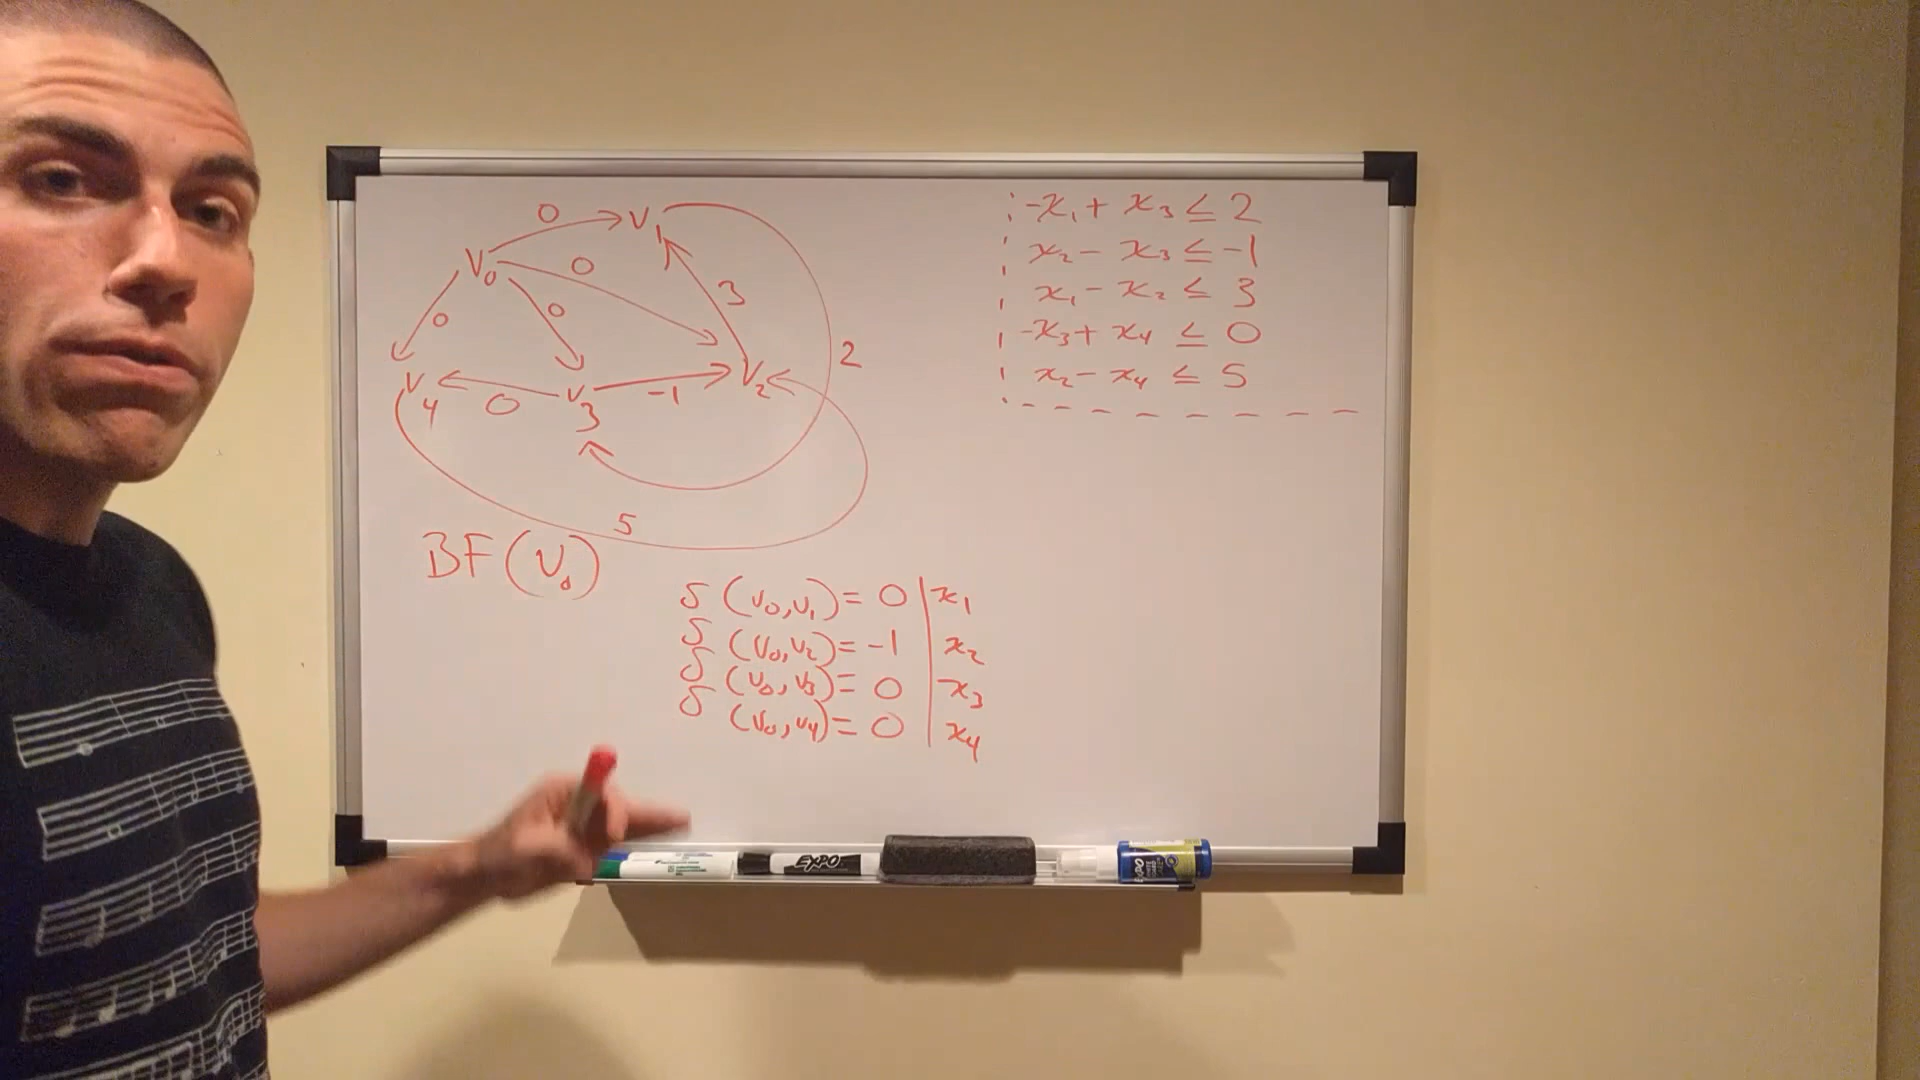 0
V1
V0
0
3
0
0
2
V4
0
V3
-1
V2
5
BF(V0)
-x1 + x3 ≤ 2
x2 - x3 ≤ -1
x1 - x2 ≤ 3
-x3 + x4 ≤ 0
x2 - x4 ≤ 5
δ (v0,v1) = 0 | x1
δ (v0,v2) = -1 | x2
δ (v0,v3) = 0 | x3
δ (v0,v4) = 0 | x4
EXPO
EXPO